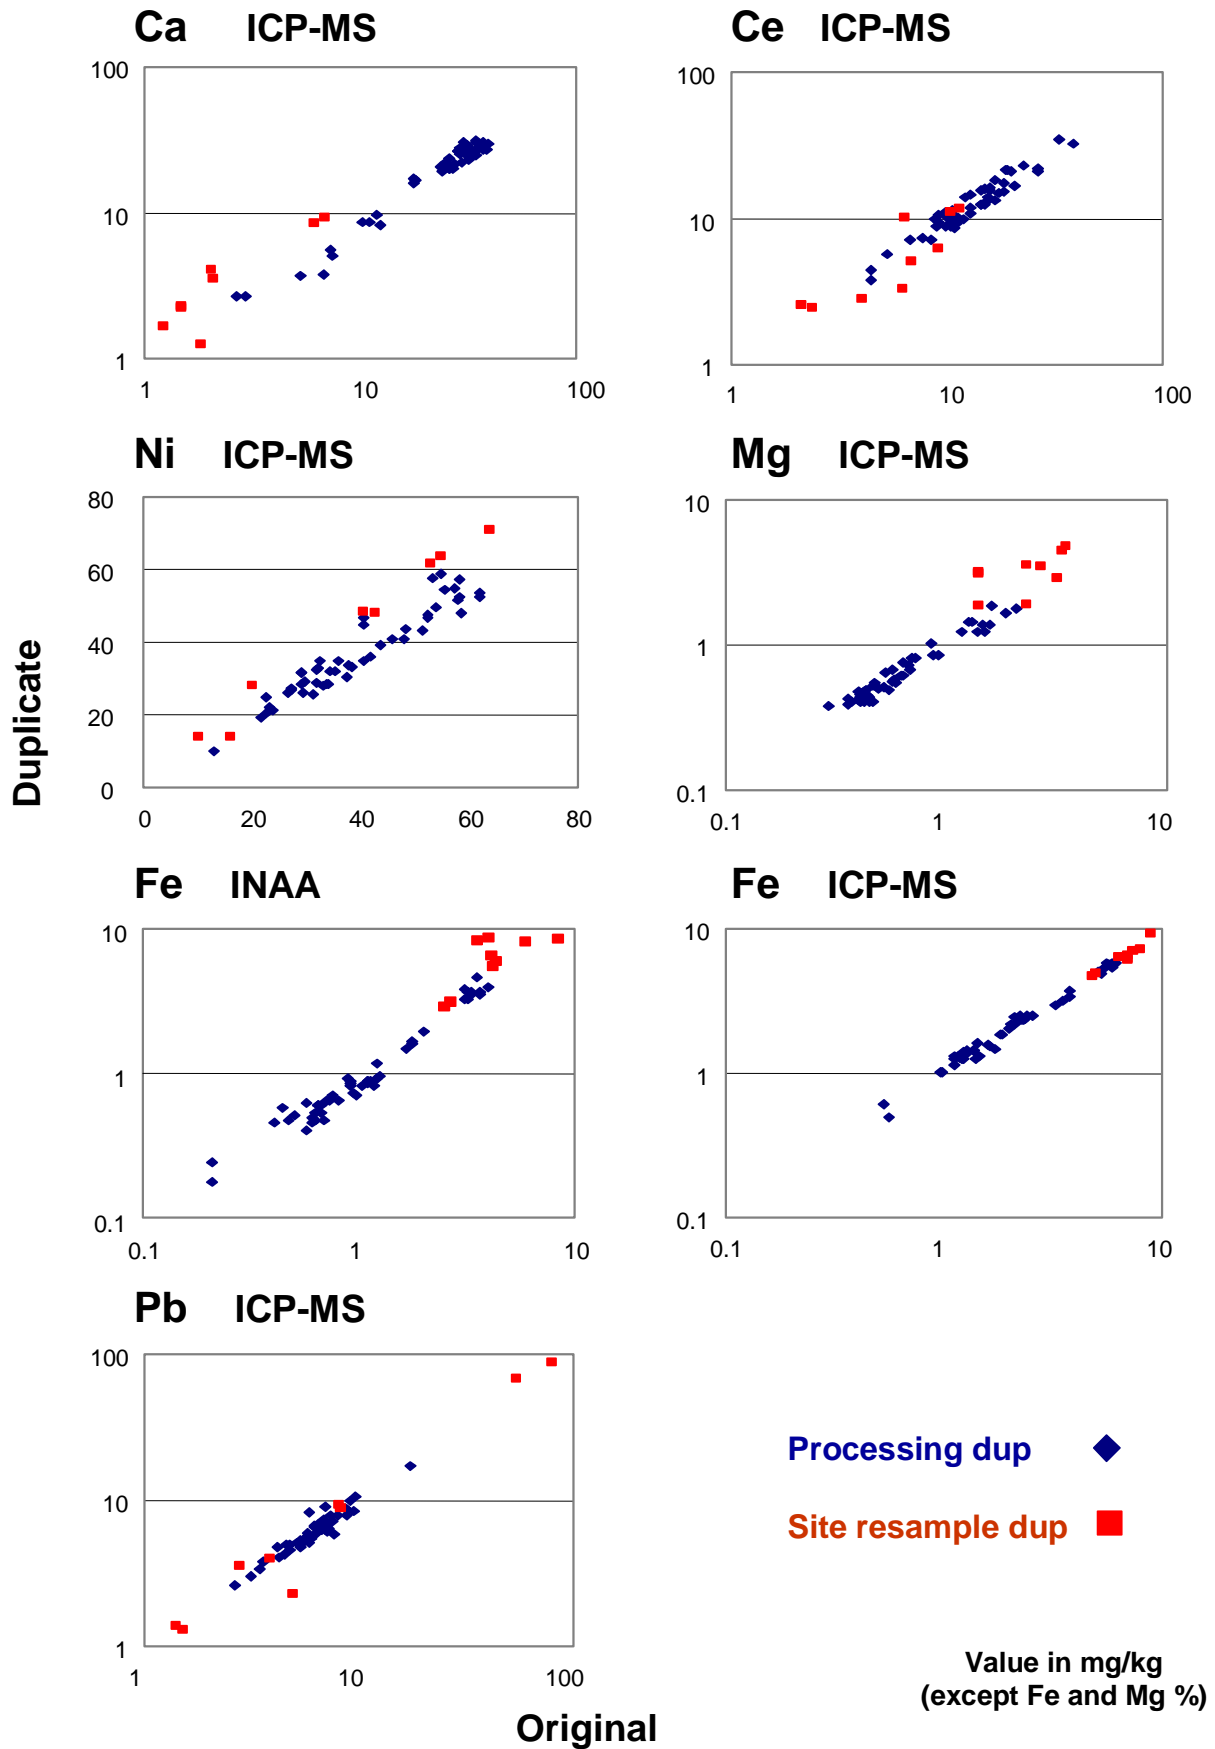 Ca ICP-MS
Ce ICP-MS
100
10
1
1 10 100
100
10
1
1 10 100
Ni ICP-MS
Mg ICP-MS
80
60
40
20
0
0 20 40 60 80
10
1
0.1
0.1 1 10
Duplicate
Fe INAA
Fe ICP-MS
10
1
0.1
0.1 1 10
10
1
0.1
0.1 1 10
Pb ICP-MS
100
10
1
1 10 100
Processing dup
Site resample dup
Value in mg/kg
(except Fe and Mg %)
Original